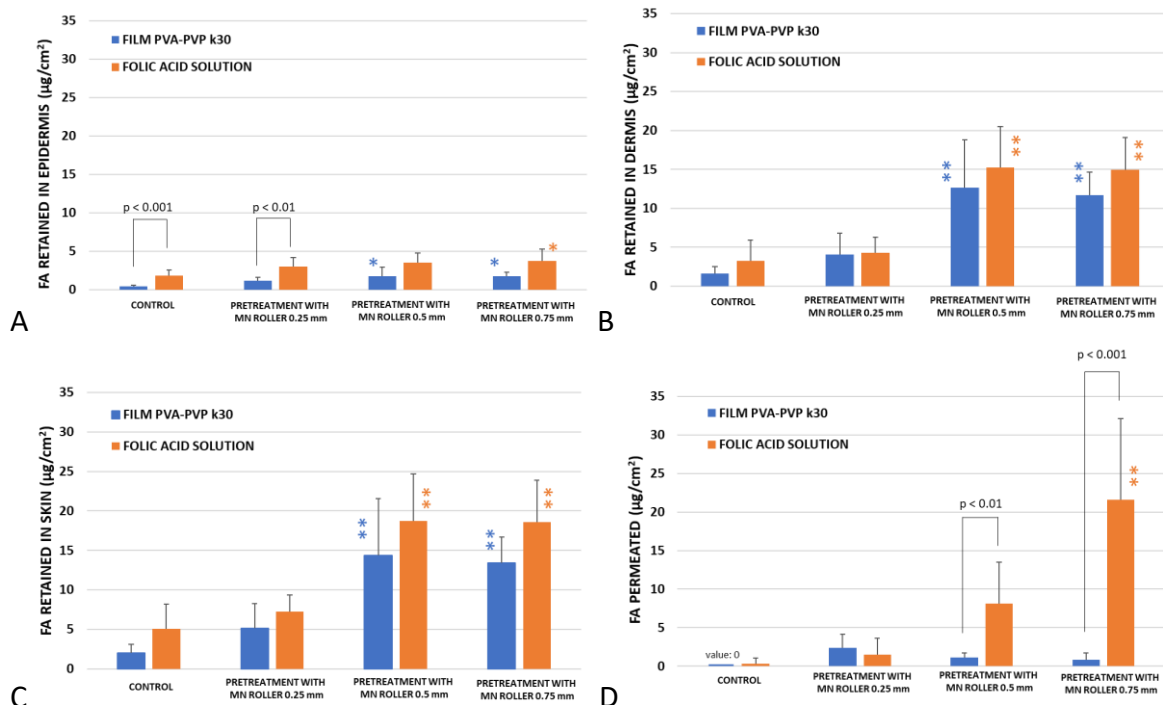 35
30
25
20
15
10
5
0
FA RETAINED IN EPIDERMIS (µg/cm²)
FILM PVA-PVP k30
FOLIC ACID SOLUTION
p < 0.001
p < 0.01
*
*
*
CONTROL
PRETREATMENT WITH
MN ROLLER 0.25 mm
PRETREATMENT WITH
MN ROLLER 0.5 mm
PRETREATMENT WITH
MN ROLLER 0.75 mm
A
35
30
25
20
15
10
5
0
FA RETAINED IN DERMIS (µg/cm²)
FILM PVA-PVP k30
FOLIC ACID SOLUTION
**
**
**
**
CONTROL
PRETREATMENT WITH
MN ROLLER 0.25 mm
PRETREATMENT WITH
MN ROLLER 0.5 mm
PRETREATMENT WITH
MN ROLLER 0.75 mm
B
35
30
25
20
15
10
5
0
FA RETAINED IN SKIN (µg/cm²)
FILM PVA-PVP k30
FOLIC ACID SOLUTION
**
**
**
**
CONTROL
PRETREATMENT WITH
MN ROLLER 0.25 mm
PRETREATMENT WITH
MN ROLLER 0.5 mm
PRETREATMENT WITH
MN ROLLER 0.75 mm
C
35
30
25
20
15
10
5
0
FA PERMEATED (µg/cm²)
FILM PVA-PVP k30
FOLIC ACID SOLUTION
p < 0.001
p < 0.01
**
value: 0
CONTROL
PRETREATMENT WITH
MN ROLLER 0.25 mm
PRETREATMENT WITH
MN ROLLER 0.5 mm
PRETREATMENT WITH
MN ROLLER 0.75 mm
D